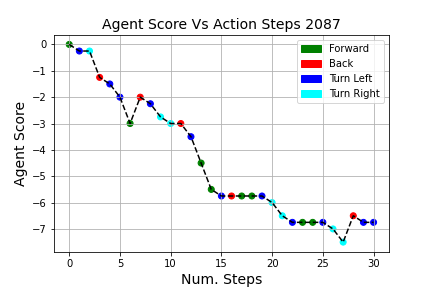 Agent Score Vs Action Steps 2087
Agent Score
0
−1
−2
−3
−4
−5
−6
−7
Forward
Back
Turn Left
Turn Right
0 5 10 15 20 25 30
Num. Steps